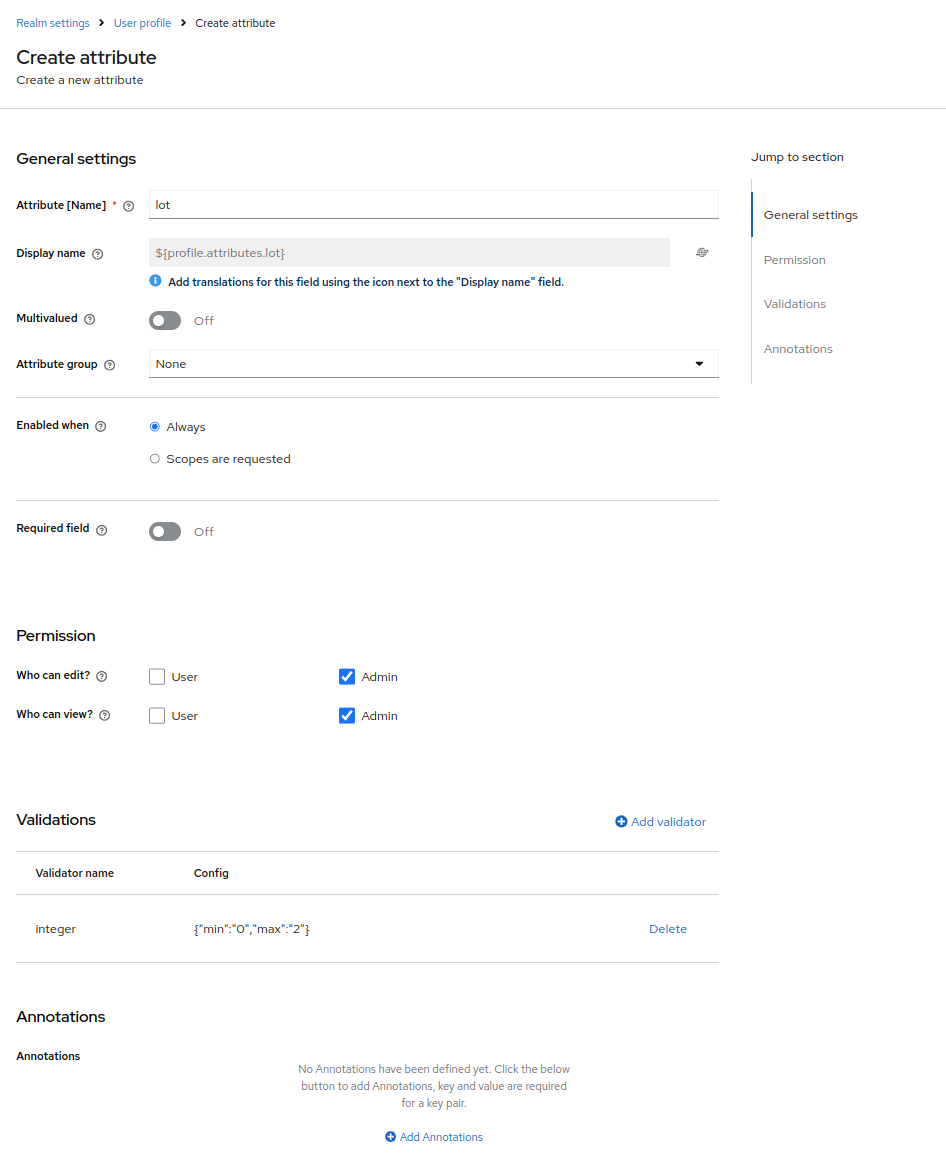 Realm settings > User profile > Create attribute
Create attribute
Create a new attribute
General settings
Jump to section
Attribute [Name] *
lot
General settings
Display name
${profile.attributes.lot}
Permission
Add translations for this field using the icon next to the "Display name" field.
Validations
Multivalued
Off
Annotations
Attribute group
None
Enabled when
Always
Scopes are requested
Required field
Off
Permission
Who can edit?
User
Admin
Who can view?
User
Admin
Validations
Add validator
Validator name
Config
integer
{"min":"0","max":"2"}
Delete
Annotations
Annotations
No Annotations have been defined yet. Click the below
button to add Annotations, key and value are required
for a key pair.
Add Annotations